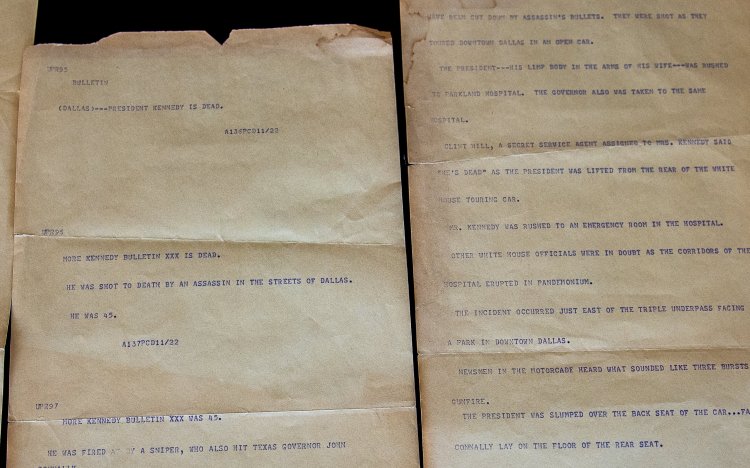 UPR95
BULLETIN
(DALLAS)---PRESIDENT KENNEDY IS DEAD.
A136PCD11/22
UPR96
MORE KENNEDY BULLETIN XXX IS DEAD.
HE WAS SHOT TO DEATH BY AN ASSASSIN IN THE STREETS OF DALLAS.
HE WAS 45.
A137PCD11/22
UPR97
MORE KENNEDY BULLETIN XXX WAS 45.
HE WAS FIRED AT BY A SNIPER, WHO ALSO HIT TEXAS GOVERNOR JOHN
CONNALLY
HAVE BEEN CUT DOWN BY ASSASSIN'S BULLETS. THEY WERE SHOT AS THEY
TOURED DOWNTOWN DALLAS IN AN OPEN CAR.
THE PRESIDENT---HIS LIMP BODY IN THE ARMS OF HIS WIFE---WAS RUSHED
TO PARKLAND HOSPITAL. THE GOVERNOR ALSO WAS TAKEN TO THE SAME
HOSPITAL.
CLINT HILL, A SECRET SERVICE AGENT ASSIGNED TO MRS. KENNEDY SAID
"HE'S DEAD" AS THE PRESIDENT WAS LIFTED FROM THE REAR OF THE WHITE
HOUSE TOURING CAR.
MR. KENNEDY WAS RUSHED TO AN EMERGENCY ROOM IN THE HOSPITAL.
OTHER WHITE HOUSE OFFICIALS WERE IN DOUBT AS THE CORRIDORS OF THE
HOSPITAL ERUPTED IN PANDEMONIUM.
THE INCIDENT OCCURRED JUST EAST OF THE TRIPLE UNDERPASS FACING
A PARK IN DOWNTOWN DALLAS.
NEWSMEN IN THE MOTORCADE HEARD WHAT SOUNDED LIKE THREE BURSTS
GUNFIRE.
THE PRESIDENT WAS SLUMPED OVER THE BACK SEAT OF THE CAR...FA
CONNALLY LAY ON THE FLOOR OF THE REAR SEAT.